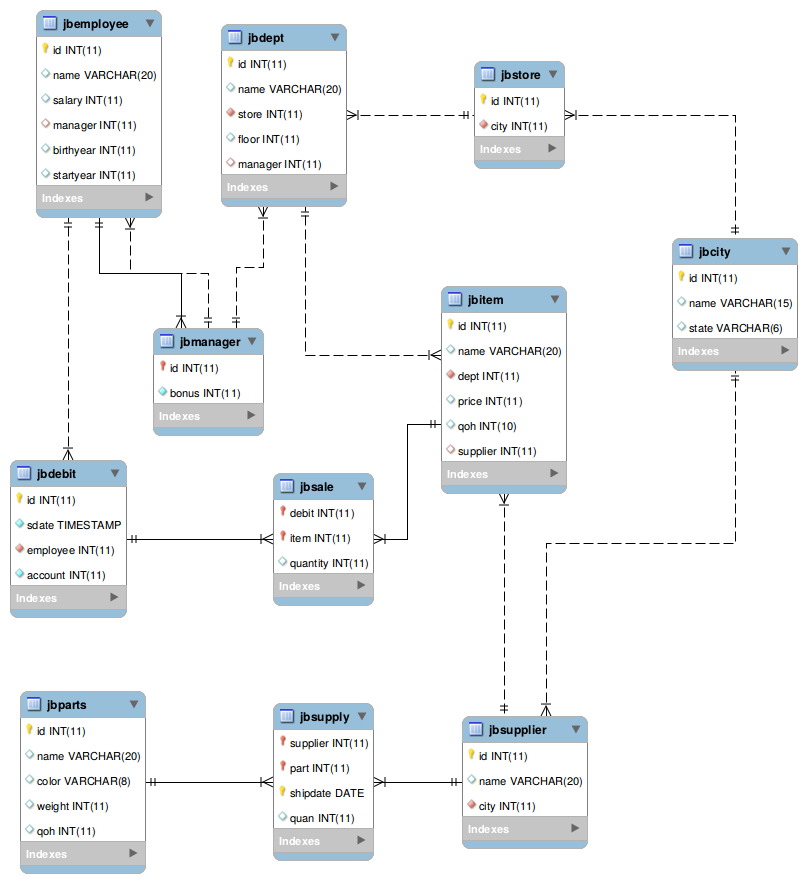 jbemployee
id INT(11)
name VARCHAR(20)
salary INT(11)
manager INT(11)
birthyear INT(11)
startyear INT(11)
Indexes
jbdept
id INT(11)
name VARCHAR(20)
store INT(11)
floor INT(11)
manager INT(11)
Indexes
jbstore
id INT(11)
city INT(11)
Indexes
jbcity
id INT(11)
name VARCHAR(15)
state VARCHAR(6)
Indexes
jbmanager
id INT(11)
bonus INT(11)
Indexes
jbitem
id INT(11)
name VARCHAR(20)
dept INT(11)
price INT(11)
qoh INT(10)
supplier INT(11)
Indexes
jbdebit
id INT(11)
sdate TIMESTAMP
employee INT(11)
account INT(11)
Indexes
jbsale
debit INT(11)
item INT(11)
quantity INT(11)
Indexes
jbparts
id INT(11)
name VARCHAR(20)
color VARCHAR(8)
weight INT(11)
qoh INT(11)
Indexes
jbsupply
supplier INT(11)
part INT(11)
shipdate DATE
quan INT(11)
Indexes
jbsupplier
id INT(11)
name VARCHAR(20)
city INT(11)
Indexes